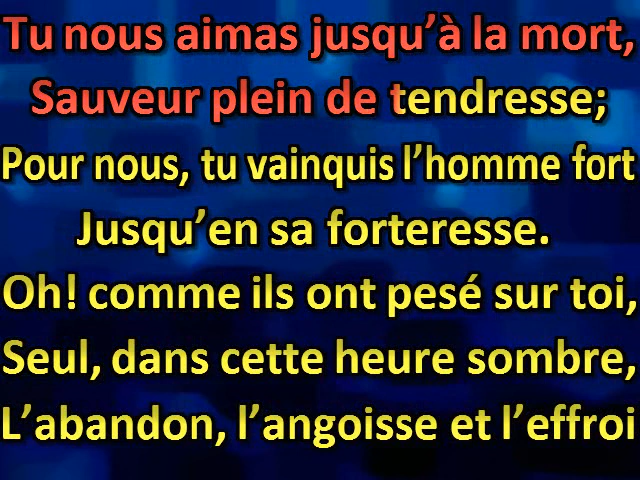 Tu nous aimas jusqu’à la mort,
Sauveur plein de tendresse;
Pour nous, tu vainquis l’homme fort
Jusqu’en sa forteresse.
Oh! comme ils ont pesé sur toi,
Seul, dans cette heure sombre,
L’abandon, l’angoisse et l’effroi